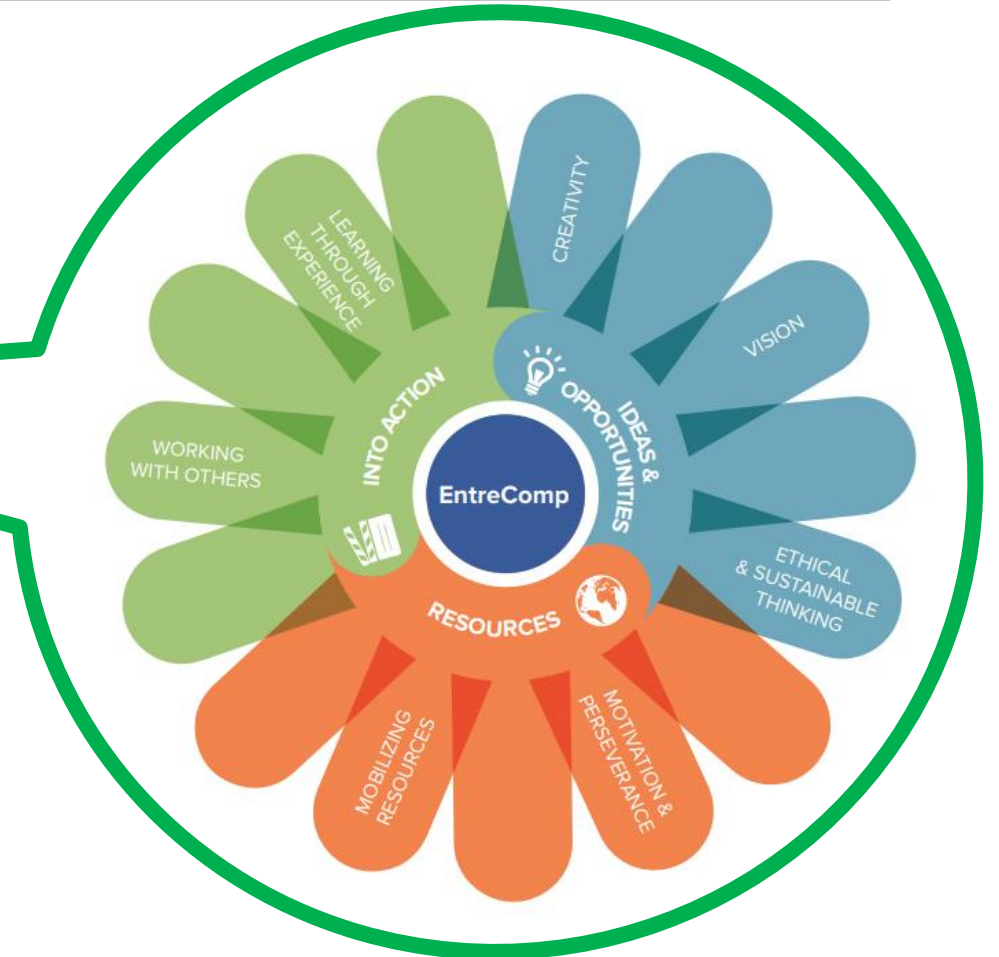 CREATIVITY
VISION
ETHICAL
& SUSTAINABLE
THINKING
MOTIVATION &
PERSEVERANCE
MOBILIZING
RESOURCES
WORKING
WITH OTHERS
LEARNING
THROUGH
EXPERIENCE
IDEAS &
OPPORTUNITIES
RESOURCES
INTO ACTION
EntreComp